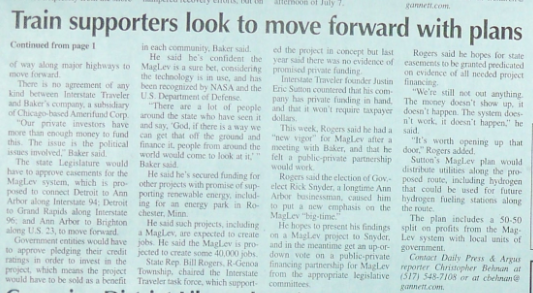 gannett.com.
afternoon of July 7.
Train supporters look to move forward with plans
Continued from page 1
of way along major highways to
move forward.
There is no agreement of any
kind between Interstate Traveler
and Baker's company, a subsidiary
of Chicago-based Amerifund Corp.
"Our private investors have
more than enough money to fund
this. The issue is the political
issues involved," Baker said.
The state Legislature would
have to approve easements for the
MagLev system, which is pro-
posed to connect Detroit to Ann
Arbor along Interstate 94; Detroit
to Grand Rapids along Interstate
96; and Ann Arbor to Brighton
along U.S. 23, to move forward.
Government entities would have
to approve pledging their credit
ratings in order to invest in the
project, which means the project
would have to be sold as a benefit
in each community, Baker said.
He said he's confident the
MagLev is a sure bet, considering
the technology is in use, and has
been recognized by NASA and the
U.S. Department of Defense.
"There are a lot of people
around the state who have seen it
and say, 'God, if there is a way we
can get that off the ground and
finance it, people from around the
world would come to look at it,' "
Baker said.
He said he's secured funding for
other projects with promise of sup-
porting renewable energy, includ-
ing for an energy park in Ro-
chester, Minn.
He said such projects, including
a MagLev, are expected to create
jobs. He said the MagLev is pro-
jected to create some 40,000 jobs.
State Rep. Bill Rogers, R-Genoa
Township, chaired the Interstate
Traveler task force, which support-
ed the project in concept but last
year said there was no evidence of
promised private funding.
Interstate Traveler founder Justin
Eric Sutton countered that his com-
pany has private funding in hand,
and that it won't require taxpayer
dollars.
This week, Rogers said he had a
"new vigor" for MagLev after a
meeting with Baker, and that he
felt a public-private partnership
would work.
Rogers said the election of Gov.-
elect Rick Snyder, a longtime Ann
Arbor businessman, caused him
to put a new emphasis on the
MagLev "big-time."
He hopes to present his findings
on a MagLev project to Snyder,
and in the meantime get an up-or-
down vote on a public-private
financing partnership for MagLev
from the appropriate legislative
committees.
Rogers said he hopes for state
easements to be granted predicated
on evidence of all needed project
financing.
"We're still not out anything.
The money doesn't show up, it
doesn't happen. The system does-
n't work, it doesn't happen," he
said.
"It's worth opening up that
door," Rogers added.
Sutton's MagLev plan would
distribute utilities along the pro-
posed route, including hydrogen
that could be used for future
hydrogen fueling stations along
the route.
The plan includes a 50-50
split on profits from the Mag-
Lev system with local units of
government.
Contact Daily Press & Argus
reporter Christopher Behnan at
(517) 548-7108 or at cbehnan@
gannett.com.